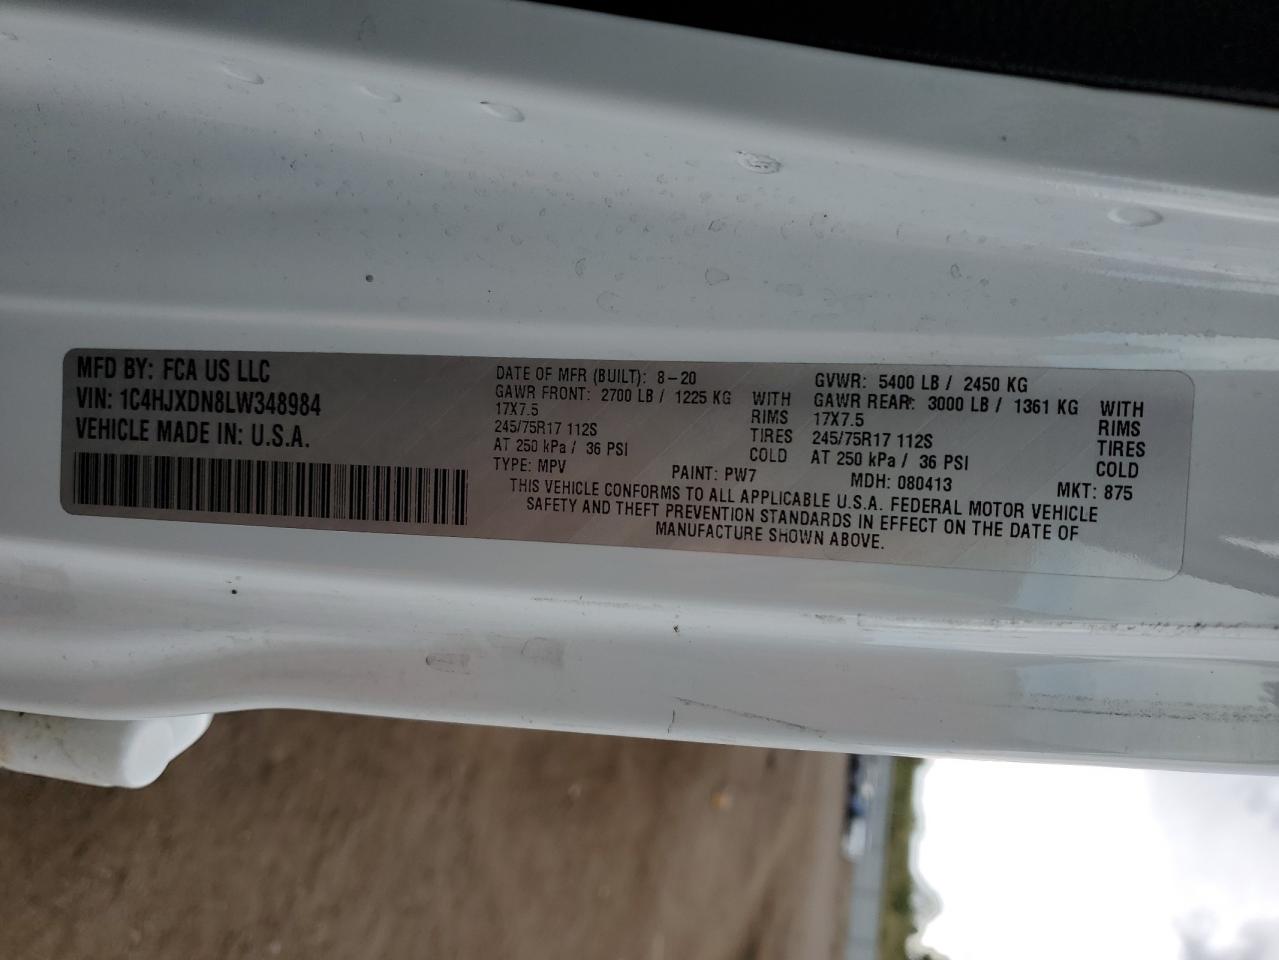 MFD BY: FCA US LLC
VIN: 1C4HJXDN8LW348984
VEHICLE MADE IN: U.S.A.
DATE OF MFR (BUILT): 8-20
GAWR FRONT: 2700 LB / 1225 KG WITH
17X7.5 RIMS
245/75R17 112S TIRES
AT 250 kPa / 36 PSI COLD
GVWR: 5400 LB / 2450 KG
GAWR REAR: 3000 LB / 1361 KG WITH
17X7.5 RIMS
245/75R17 112S TIRES
AT 250 kPa / 36 PSI COLD
TYPE: MPV PAINT: PW7 MDH: 080413 MKT: 875
THIS VEHICLE CONFORMS TO ALL APPLICABLE U.S.A. FEDERAL MOTOR VEHICLE
SAFETY AND THEFT PREVENTION STANDARDS IN EFFECT ON THE DATE OF
MANUFACTURE SHOWN ABOVE.